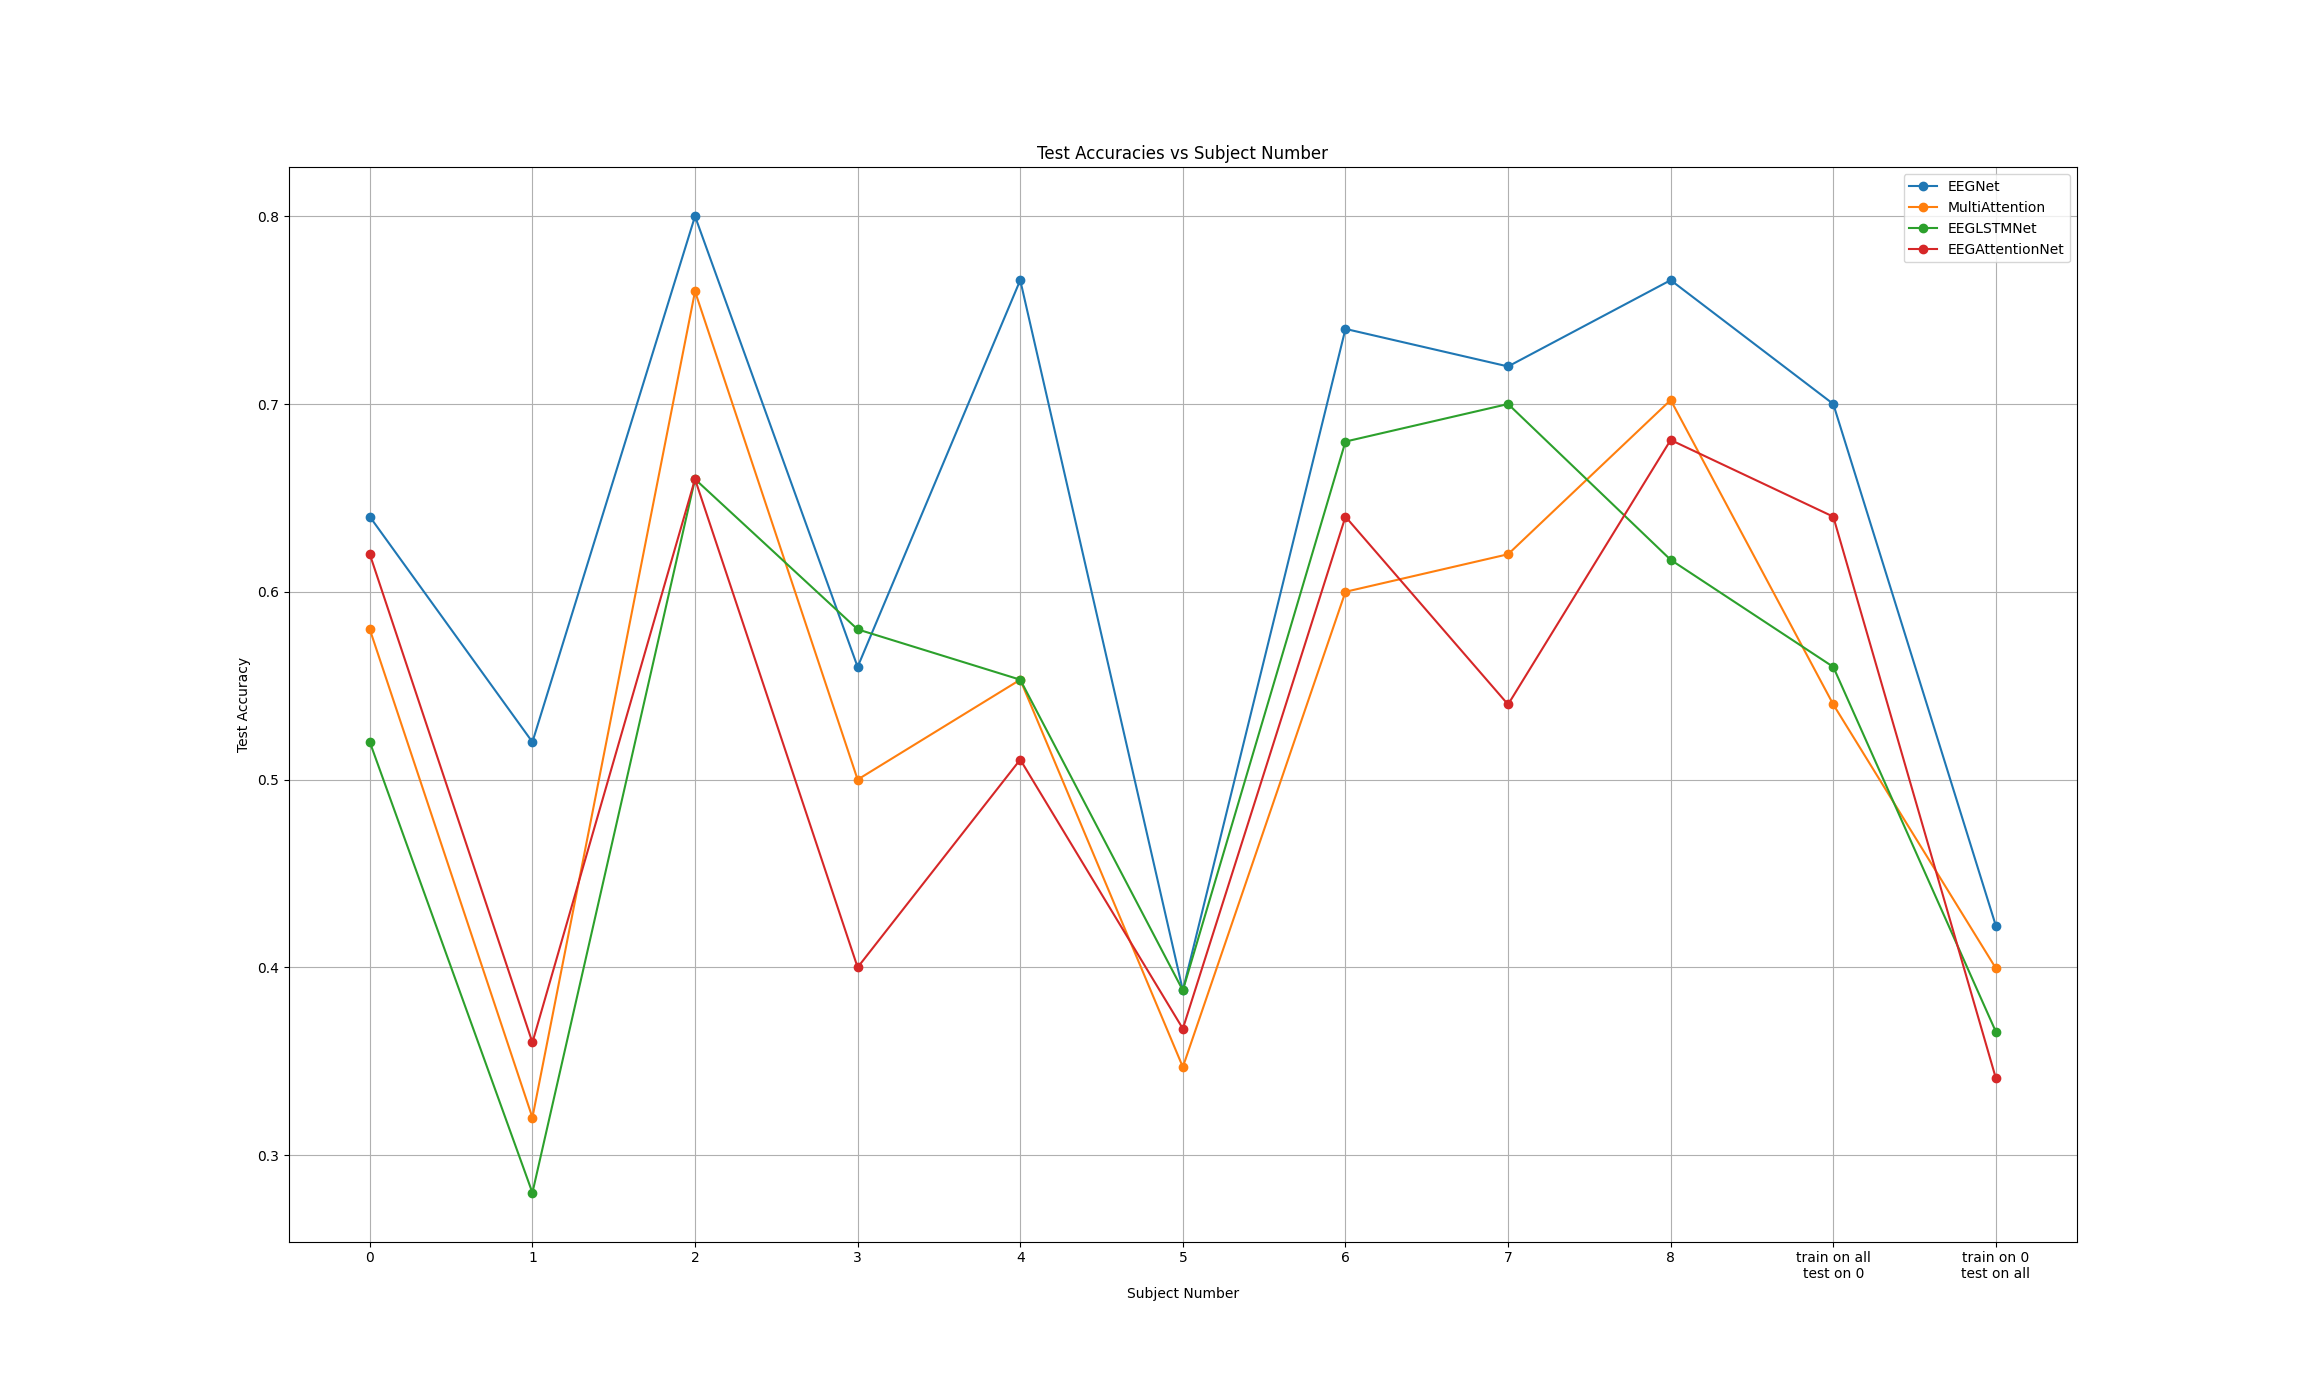 Test Accuracies vs Subject Number
EEGNet
MultiAttention
EEGLSTMNet
EEGAttentionNet
0.8
0.7
0.6
0.5
0.4
0.3
Test Accuracy
0 1 2 3 4 5 6 7 8 train on all train on 0
test on 0 test on all
Subject Number